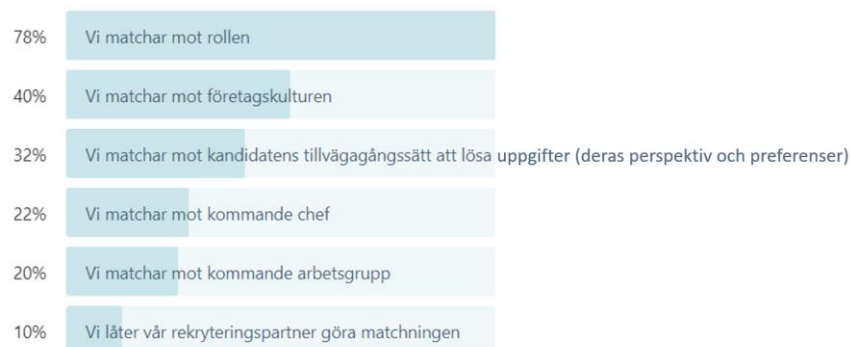 78% Vi matchar mot rollen
40% Vi matchar mot företagskulturen
32% Vi matchar mot kandidatens tillvägagångssätt att lösa uppgifter (deras perspektiv och preferenser)
22% Vi matchar mot kommande chef
20% Vi matchar mot kommande arbetsgrupp
10% Vi låter vår rekryteringspartner göra matchningen